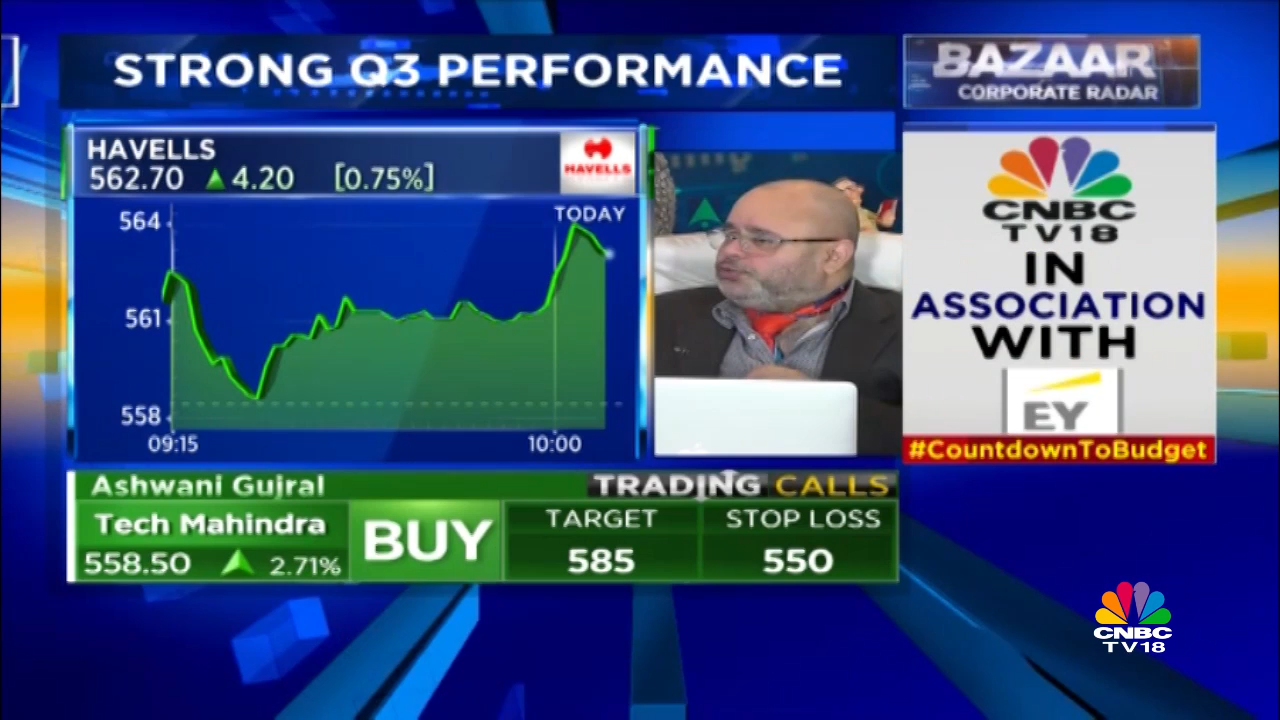 STRONG Q3 PERFORMANCE
BAZAAR
CORPORATE RADAR
HAVELLS
562.70 ▲ 4.20 [0.75%]
HAVELLS
TODAY
564
561
558
09:15 10:00
CNBC
TV18
IN
ASSOCIATION
WITH
EY
#CountdownToBudget
Ashwani Gujral
TRADING CALLS
Tech Mahindra
558.50 ▲ 2.71%
BUY
TARGET
585
STOP LOSS
550
CNBC
TV18